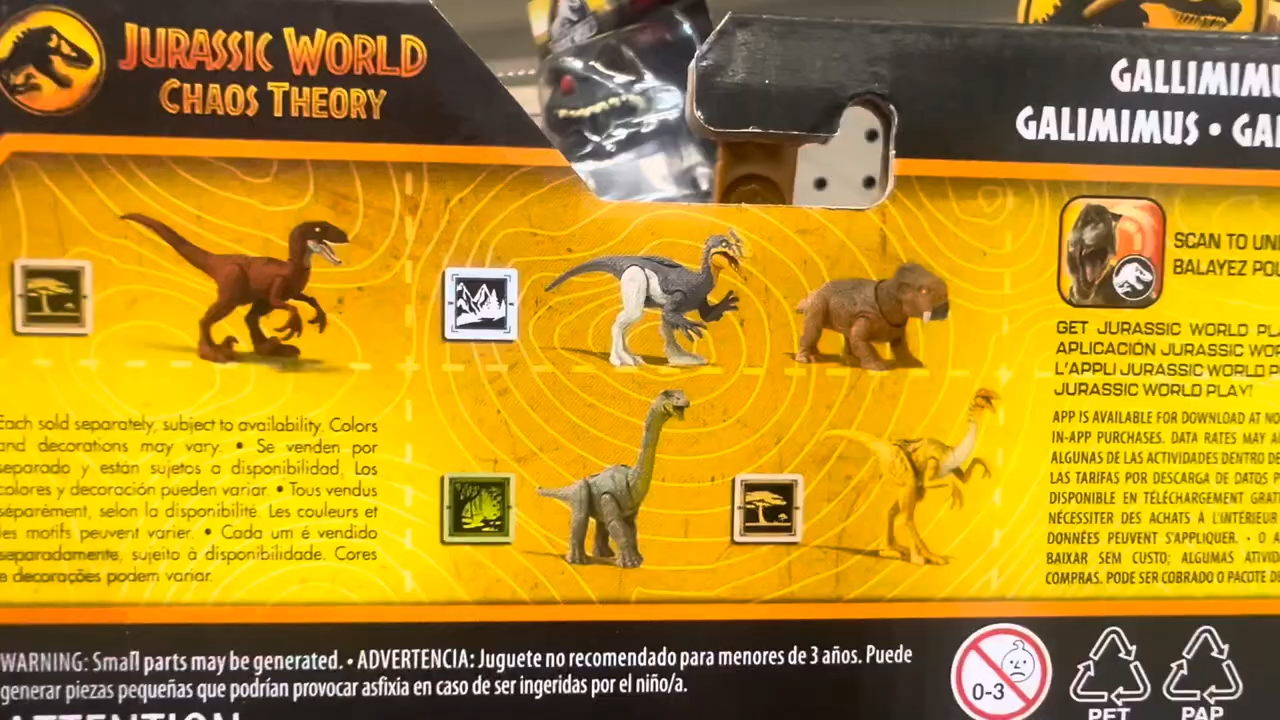 JURASSIC WORLD
CHAOS THEORY
GALLIMIMU
GALIMIMUS • GA
SCAN TO UN
BALAYEZ POU
GET JURASSIC WORLD PL
APLICACIÓN JURASSIC WOR
L'APPLI JURASSIC WORLD P
JURASSIC WORLD PLAY!
APP IS AVAILABLE FOR DOWNLOAD AT NO
IN-APP PURCHASES. DATA RATES MAY A
ALGUNAS DE LAS ACTIVIDADES DENTRO DE
LAS TARIFAS POR DESCARGA DE DATOS P
DISPONIBLE EN TÉLÉCHARGEMENT GRAT
NÉCESSITER DES ACHATS À L'INTÉRIEUR
DONNÉES PEUVENT S'APPLIQUER. • O A
BAIXAR SEM CUSTO; ALGUMAS ATIVID
COMPRAS. PODE SER COBRADO O PACOTE DE
Each sold separately, subject to availability. Colors
and decorations may vary. • Se venden por
separado y están sujetos a disponibilidad. Los
colores y decoración pueden variar. • Tous vendus
séparément, selon la disponibilité. Les couleurs et
les motifs peuvent varier. • Cada um é vendido
separadamente, sujeito à disponibilidade. Cores
e decorações podem variar.
WARNING: Small parts may be generated. • ADVERTENCIA: Juguete no recomendado para menores de 3 años. Puede
generar piezas pequeñas que podrían provocar asfixia en caso de ser ingeridas por el niño/a.
ATTENTION
0-3
PET
PAP